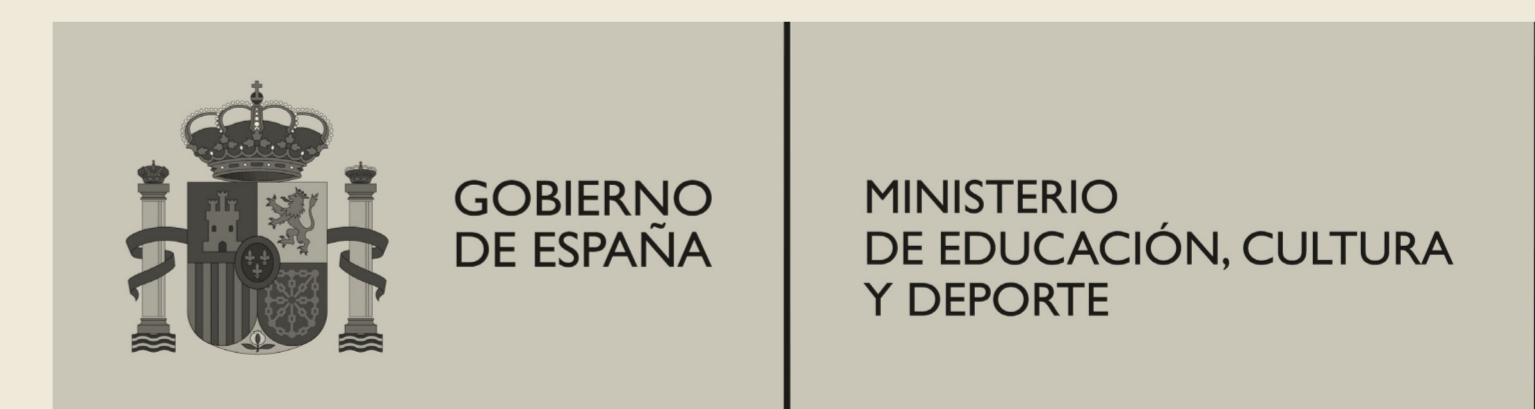 GOBIERNO
DE ESPAÑA
MINISTERIO
DE EDUCACIÓN, CULTURA
Y DEPORTE